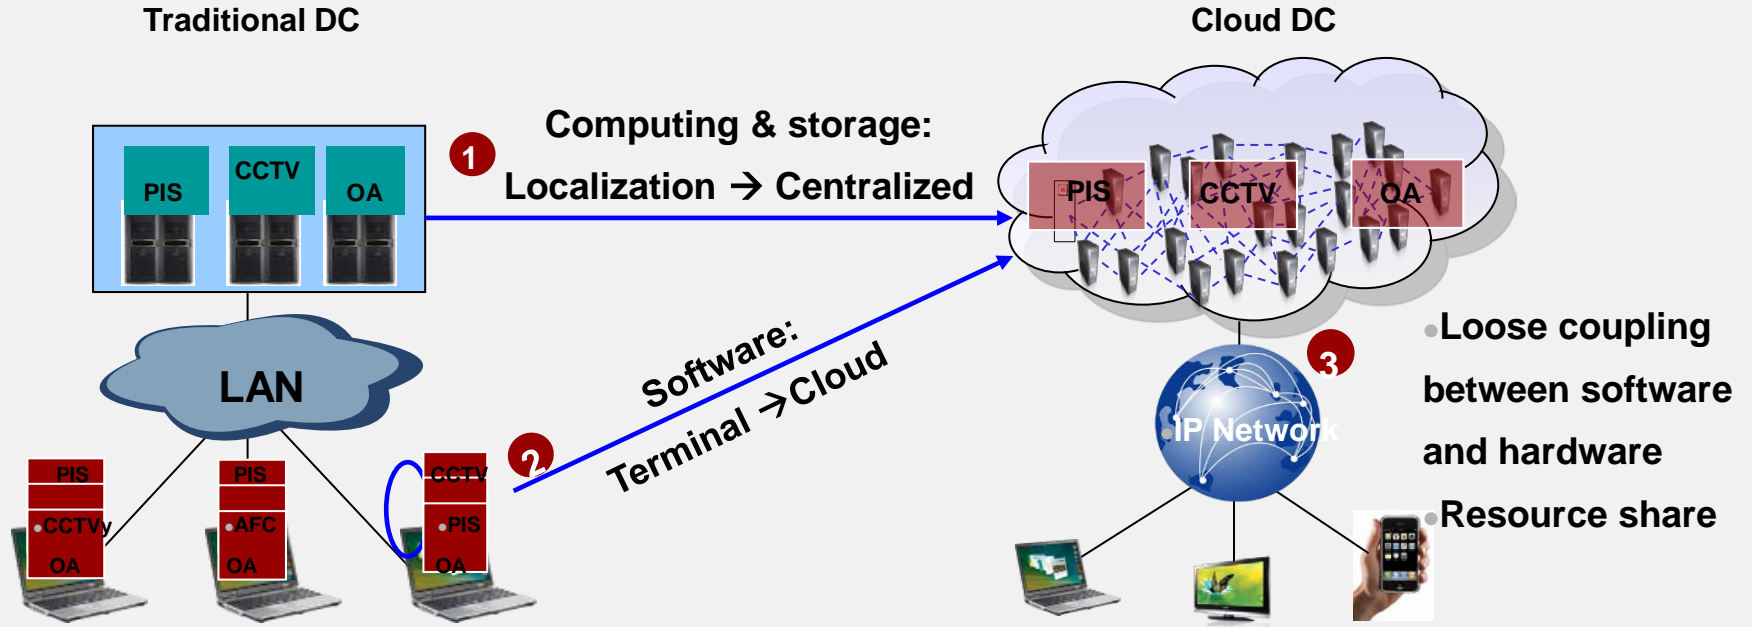 Traditional DC
Cloud DC
PIS
CCTV
OA
1
Computing & storage:
Localization → Centralized
PIS
CCTV
OA
LAN
Software:
Terminal →Cloud
2
3
•IP Network
•Loose coupling
between software
and hardware
•Resource share
PIS
•CCTVy
OA
PIS
•AFC
OA
CCTV
•PIS
OA